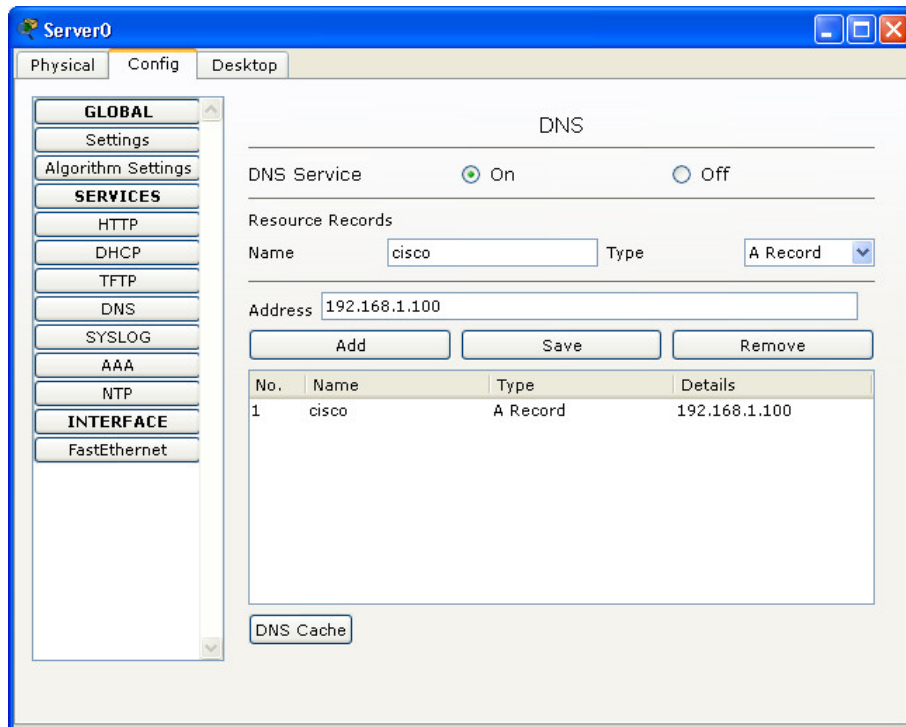 Server0
Physical Config Desktop
GLOBAL
Settings
Algorithm Settings
SERVICES
HTTP
DHCP
TFTP
DNS
SYSLOG
AAA
NTP
INTERFACE
FastEthernet
DNS
DNS Service On Off
Resource Records
Name cisco Type A Record
Address 192.168.1.100
Add Save Remove
No. Name Type Details
1 cisco A Record 192.168.1.100
DNS Cache